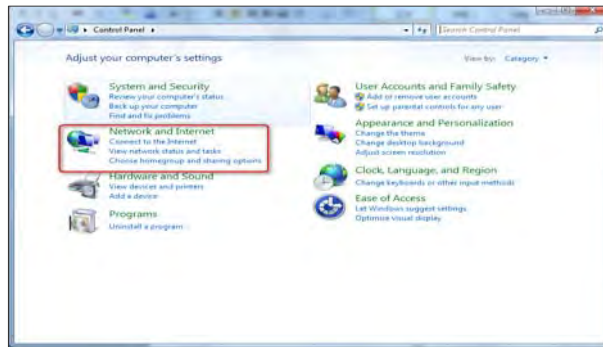 Control Panel
Search Control Panel
Adjust your computer's settings
View by: Category
System and Security
Review your computer's status
Back up your computer
Find and fix problems
Network and Internet
Connect to the Internet
View network status and tasks
Choose homegroup and sharing options
Hardware and Sound
View devices and printers
Add a device
Programs
Uninstall a program
User Accounts and Family Safety
Add or remove user accounts
Set up parental controls for any user
Appearance and Personalization
Change the theme
Change desktop background
Adjust screen resolution
Clock, Language, and Region
Change keyboards or other input methods
Ease of Access
Let Windows suggest settings
Optimize visual display